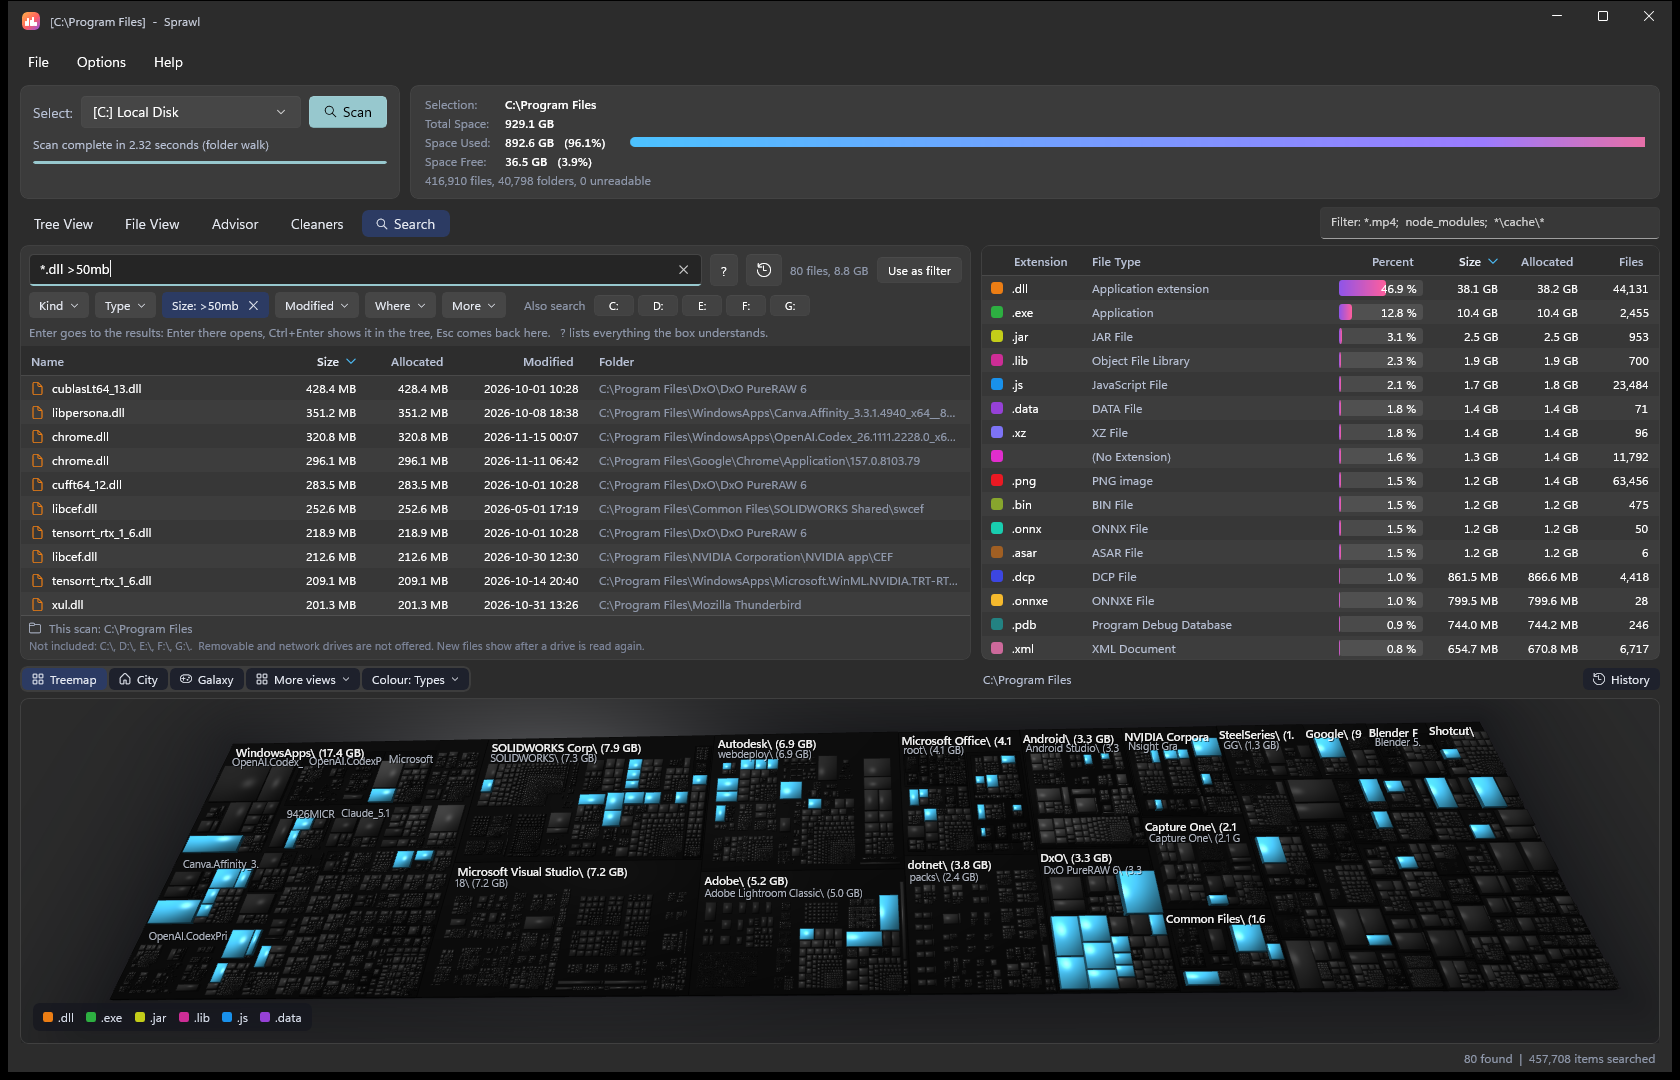 [C:\Program Files] - Sprawl
File Options Help
Select: [C:] Local Disk Scan
Scan complete in 2.32 seconds (folder walk)
Selection: C:\Program Files
Total Space: 929.1 GB
Space Used: 892.6 GB (96.1%)
Space Free: 36.5 GB (3.9%)
416,910 files, 40,798 folders, 0 unreadable
Tree View File View Advisor Cleaners Search
Filter: *.mp4; node_modules; *\cache\*
*.dll >50mb ? 80 files, 8.8 GB Use as filter
Kind Type Size: >50mb Modified Where More Also search C: D: E: F: G:
Enter goes to the results: Enter there opens, Ctrl+Enter shows it in the tree, Esc comes back here. ? lists everything the box understands.
Name Size Allocated Modified Folder
cublasLt64_13.dll 428.4 MB 428.4 MB 2026-10-01 10:28 C:\Program Files\DxO\DxO PureRAW 6
libpersona.dll 351.2 MB 351.2 MB 2026-10-08 18:38 C:\Program Files\WindowsApps\Canva.Affinity_3.3.1.4940_x64__8...
chrome.dll 320.8 MB 320.8 MB 2026-11-15 00:07 C:\Program Files\WindowsApps\OpenAI.Codex_26.1111.2228.0_x6...
chrome.dll 296.1 MB 296.1 MB 2026-11-11 06:42 C:\Program Files\Google\Chrome\Application\157.0.8103.79
cufft64_12.dll 283.5 MB 283.5 MB 2026-10-01 10:28 C:\Program Files\DxO\DxO PureRAW 6
libcef.dll 252.6 MB 252.6 MB 2026-05-01 17:19 C:\Program Files\Common Files\SOLIDWORKS Shared\swcef
tensorrt_rtx_1_6.dll 218.9 MB 218.9 MB 2026-10-01 10:28 C:\Program Files\DxO\DxO PureRAW 6
libcef.dll 212.6 MB 212.6 MB 2026-10-30 12:30 C:\Program Files\NVIDIA Corporation\NVIDIA app\CEF
tensorrt_rtx_1_6.dll 209.1 MB 209.1 MB 2026-10-14 20:40 C:\Program Files\WindowsApps\Microsoft.WinML.NVIDIA.TRT-RT...
xul.dll 201.3 MB 201.3 MB 2026-10-31 13:26 C:\Program Files\Mozilla Thunderbird
This scan: C:\Program Files
Not included: C:\, D:\, E:\, F:\, G:\. Removable and network drives are not offered. New files show after a drive is read again.
Extension File Type Percent Size Allocated Files
.dll Application extension 46.9 % 38.1 GB 38.2 GB 44,131
.exe Application 12.8 % 10.4 GB 10.4 GB 2,455
.jar JAR File 3.1 % 2.5 GB 2.5 GB 953
.lib Object File Library 2.3 % 1.9 GB 1.9 GB 700
.js JavaScript File 2.1 % 1.7 GB 1.8 GB 23,484
.data DATA File 1.8 % 1.4 GB 1.4 GB 71
.xz XZ File 1.8 % 1.4 GB 1.4 GB 96
(No Extension) 1.6 % 1.3 GB 1.4 GB 11,792
.png PNG image 1.5 % 1.2 GB 1.4 GB 63,456
.bin BIN File 1.5 % 1.2 GB 1.2 GB 475
.onnx ONNX File 1.5 % 1.2 GB 1.2 GB 50
.asar ASAR File 1.5 % 1.2 GB 1.2 GB 6
.dcp DCP File 1.0 % 861.5 MB 866.6 MB 4,418
.onnxe ONNXE File 1.0 % 799.5 MB 799.6 MB 28
.pdb Program Debug Database 0.9 % 744.0 MB 744.2 MB 246
.xml XML Document 0.8 % 654.7 MB 670.8 MB 6,717
Treemap City Galaxy More views Colour: Types
C:\Program Files History
WindowsApps\ (17.4 GB)
OpenAI.Codex_ OpenAI.CodexP Microsoft
9426MICR Claude_5.1
Canva.Affinity_3.
OpenAI.CodexPri
SOLIDWORKS Corp\ (7.9 GB)
SOLIDWORKS\ (7.3 GB)
Microsoft Visual Studio\ (7.2 GB)
18\ (7.2 GB)
Autodesk\ (6.9 GB)
webdeploy\ (6.9 GB)
Adobe\ (5.2 GB)
Adobe Lightroom Classic\ (5.0 GB)
Microsoft Office\ (4.1
root\ (4.1 GB)
dotnet\ (3.8 GB)
packs\ (2.4 GB)
Android\ (3.3 GB)
Android Studio\ (3.3
DxO\ (3.3 GB)
DxO PureRAW 6\ (3.3
NVIDIA Corpora
Nsight Gra
Capture One\ (2.1
Capture One\ (2.1 G
Common Files\ (1.6
SteelSeries\ (1.
GG\ (1.3 GB)
Google\ (9
Blender F
Blender 5.
Shotcut\
.dll .exe .jar .lib .js .data
80 found | 457,708 items searched